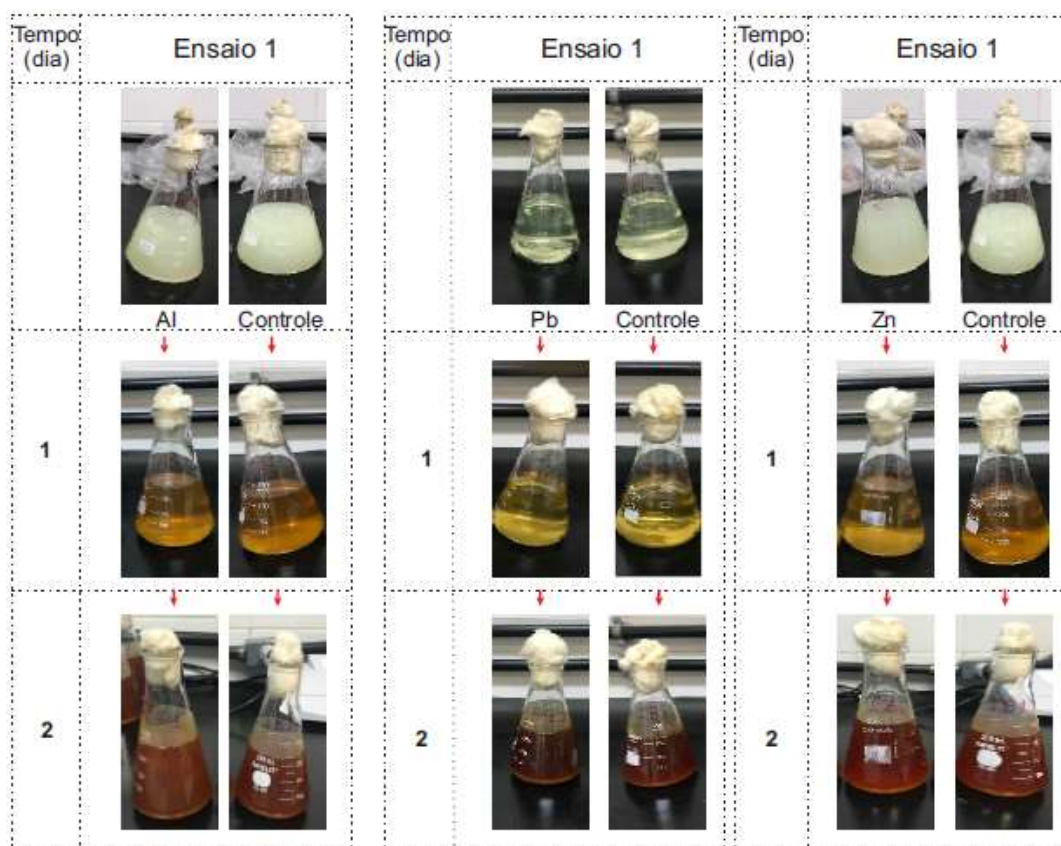 Tempo (dia) Ensaio 1
Tempo (dia) Ensaio 1
Tempo (dia) Ensaio 1
Al Controle
Pb Controle
Zn Controle
1
1
1
2
2
2